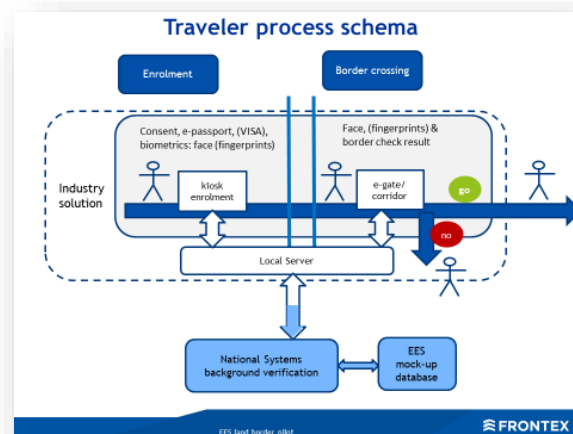 Traveler process schema
Enrolment
Border crossing
Consent, e-passport, (VISA),
biometrics: face (fingerprints)
Face, (fingerprints) &
border check result
Industry
solution
kiosk
enrolment
e-gate/
corridor
go
no
Local Server
National Systems
background verification
EES
mock-up
database
EES land border pilot
FRONTEX